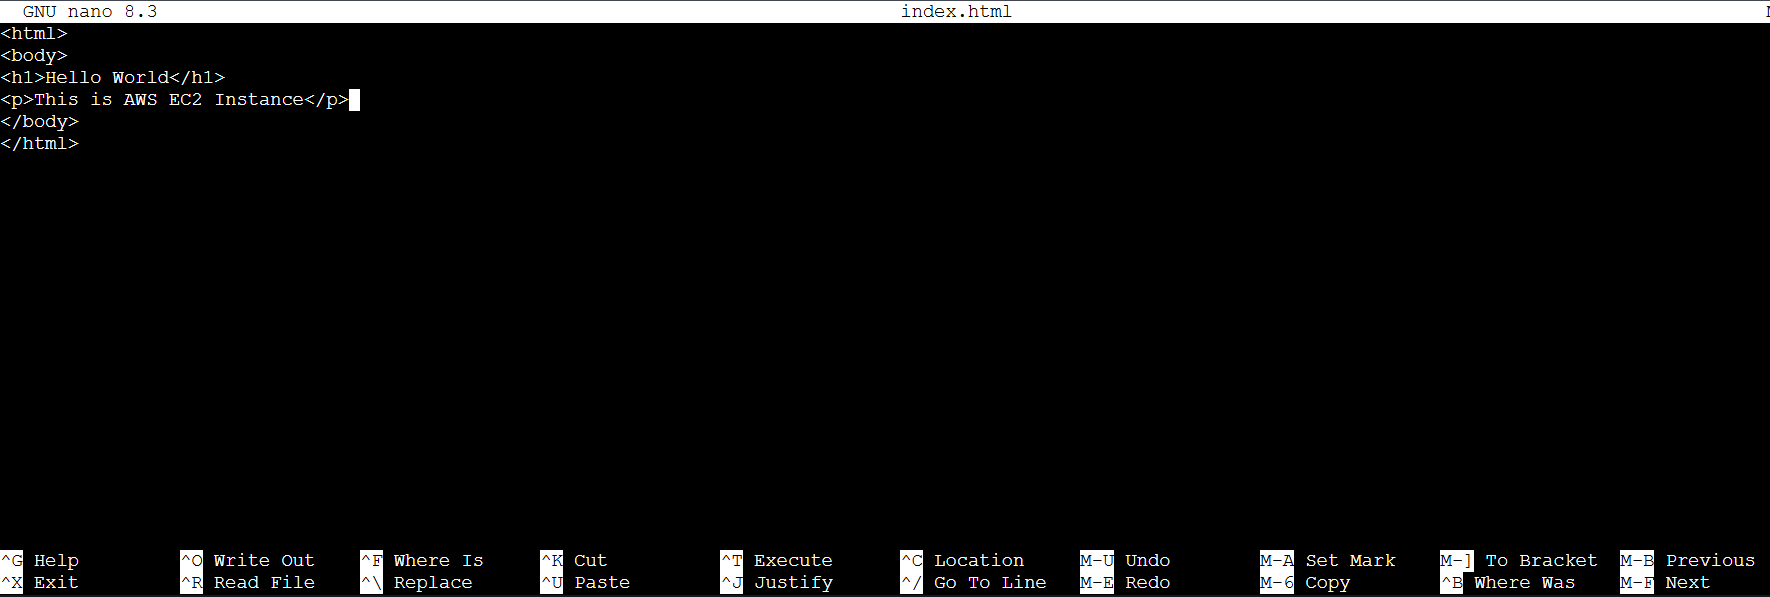 GNU nano 8.3 index.html
<html>
<body>
<h1>Hello World</h1>
<p>This is AWS EC2 Instance</p>
</body>
</html>
^G Help ^O Write Out ^F Where Is ^K Cut ^T Execute ^C Location M-U Undo M-A Set Mark M-] To Bracket M-B Previous
^X Exit ^R Read File ^\ Replace ^U Paste ^J Justify ^/ Go To Line M-E Redo M-6 Copy ^B Where Was M-F Next